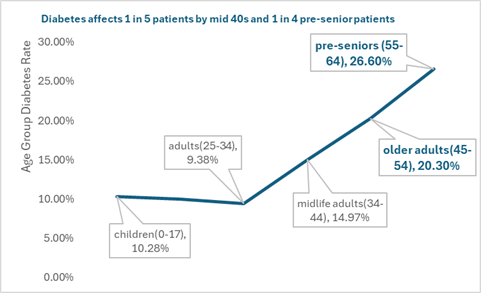 Diabetes affects 1 in 5 patients by mid 40s and 1 in 4 pre-senior patients
Age Group Diabetes Rate
30.00%
25.00%
20.00%
15.00%
10.00%
5.00%
0.00%
children(0-17),
10.28%
adults(25-34),
9.38%
midlife adults(34-
44), 14.97%
older adults(45-
54), 20.30%
pre-seniors (55-
64), 26.60%